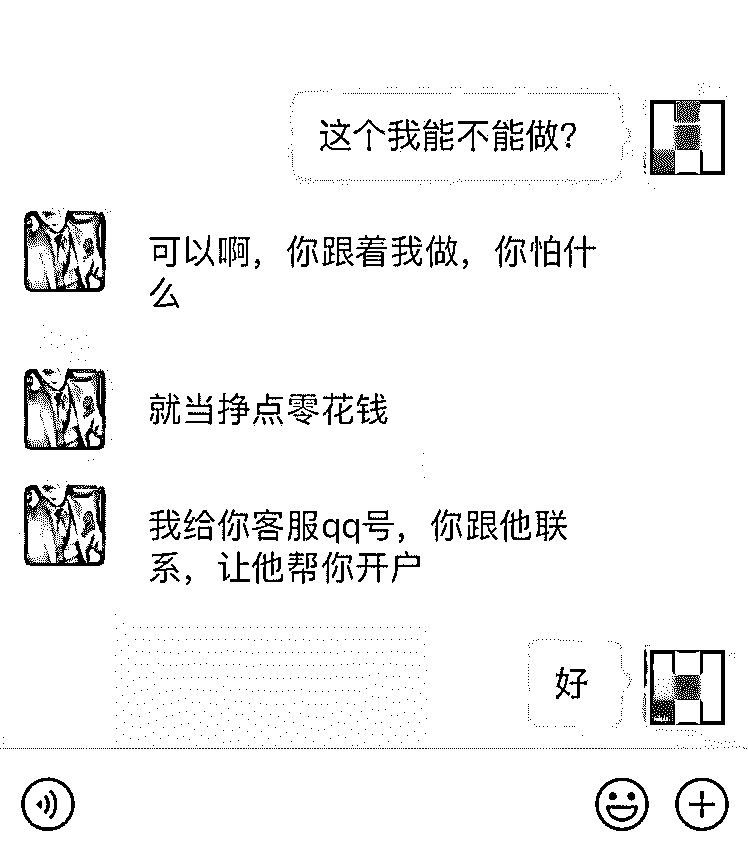 这个我能不能做？
可以啊，你跟着我做，你怕什
么
就当挣点零花钱
我给你客服qq号，你跟他联
系，让他帮你开户
好